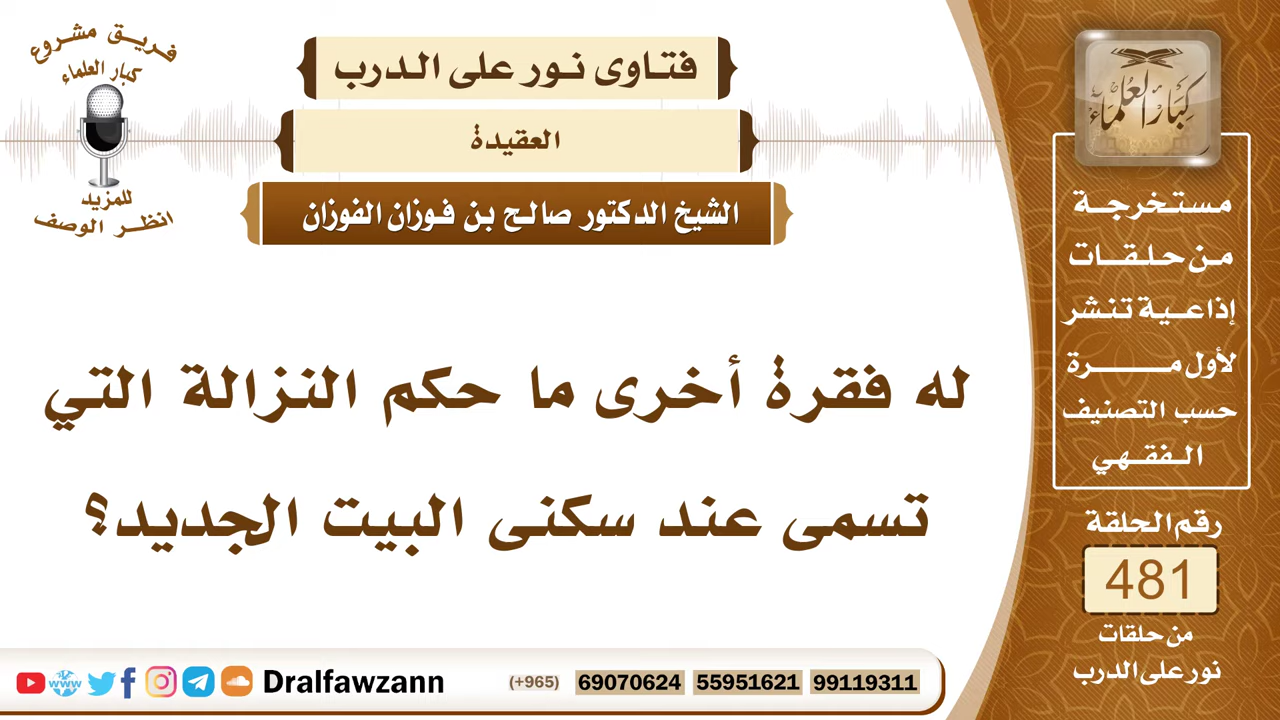 فريق مشروع
كبار العلماء
للمزيد
انظر الوصف
فتاوى نور على الدرب
العقيدة
الشيخ الدكتور صالح بن فوزان الفوزان
كبار العلماء
مستخرجة
من حلقات
إذاعية تنشر
لأول مرة
حسب التصنيف
الفقهي
رقم الحلقة
481
من حلقات
نور على الدرب
له فقرة أخرى ما حكم النزالة التي
تسمى عند سكنى البيت الجديد؟
www Dralfawzann (+965) 69070624 55951621 99119311